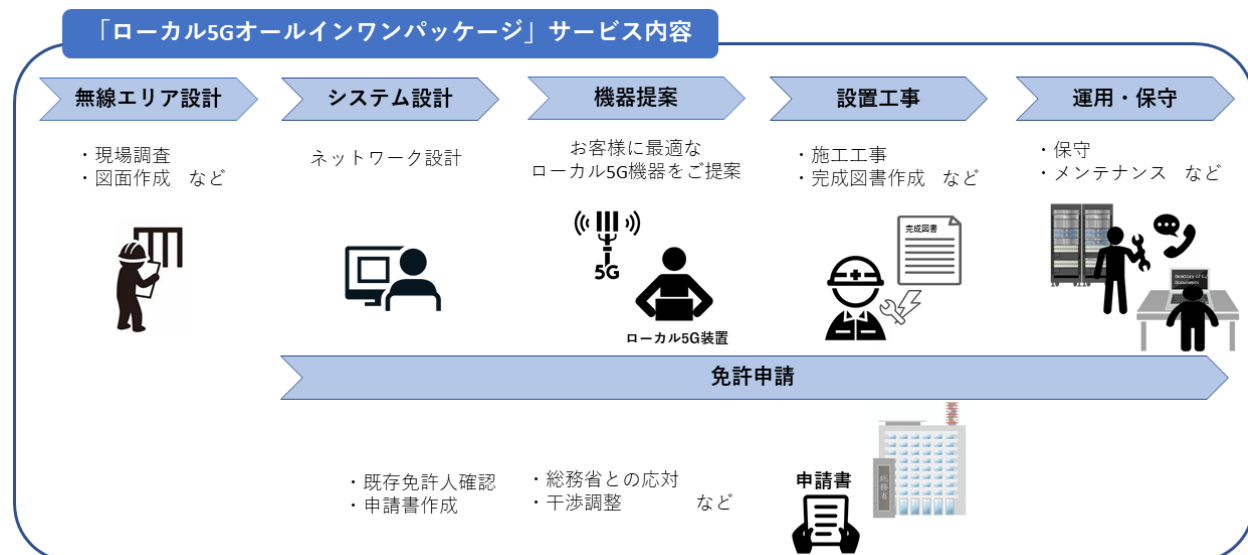 「ローカル5Gオールインワンパッケージ」サービス内容
無線エリア設計
システム設計
機器提案
設置工事
運用・保守
・現場調査
・図面作成　など
ネットワーク設計
お客様に最適な
ローカル5G機器をご提案
・施工工事
・完成図書作成　など
・保守
・メンテナンス　など
5G
ローカル5G装置
完成図書
免許申請
・既存免許人確認
・申請書作成
・総務省との応対
・干渉調整　　　など
申請書
総務省